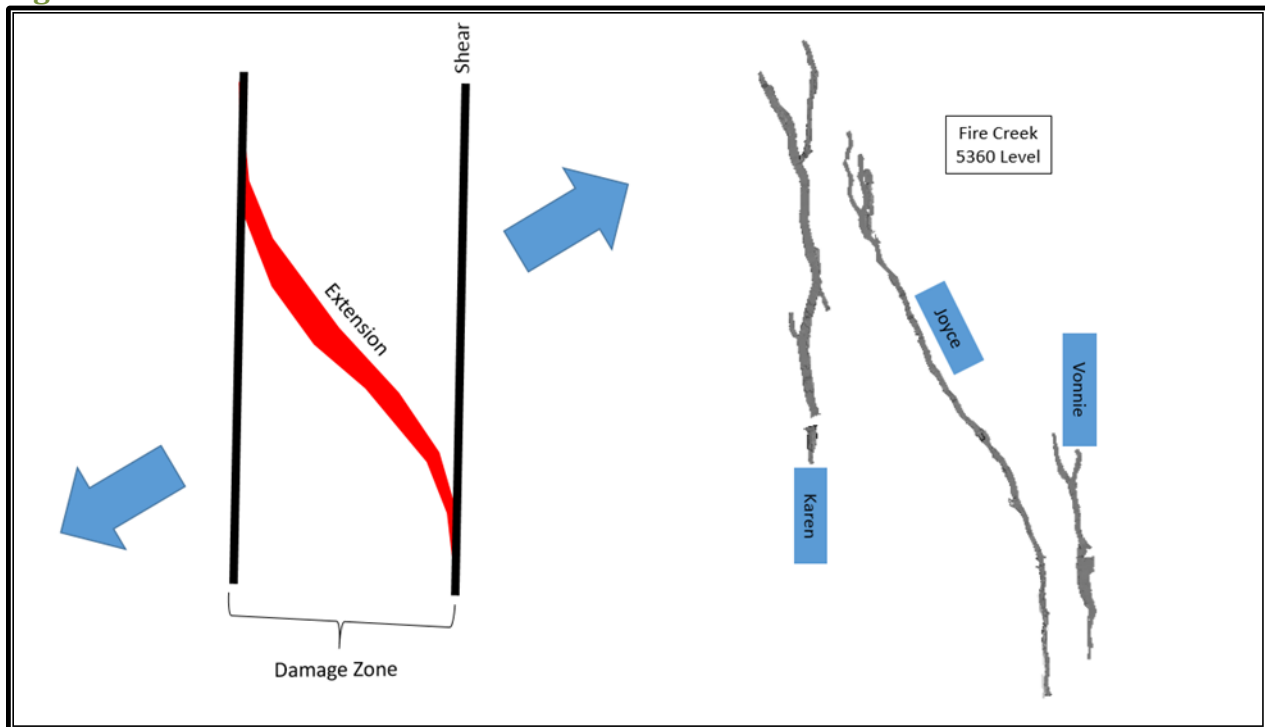 Shear
Extension
Damage Zone
Fire Creek
5360 Level
Joyce
Vonnie
Karen